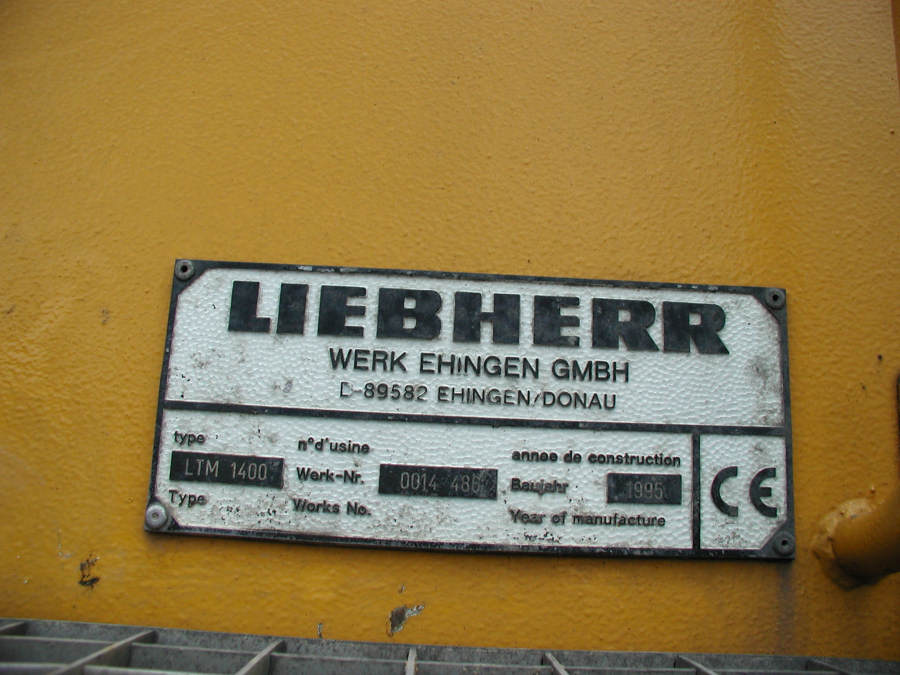 LIEBHERR
WERK EHINGEN GMBH
D-89582 EHINGEN/DONAU
type
LTM 1400
Type
n°d'usine
Werk-Nr.
Works No.
0014 486
annee de construction
Baujahr
Year of manufacture
1995
CE